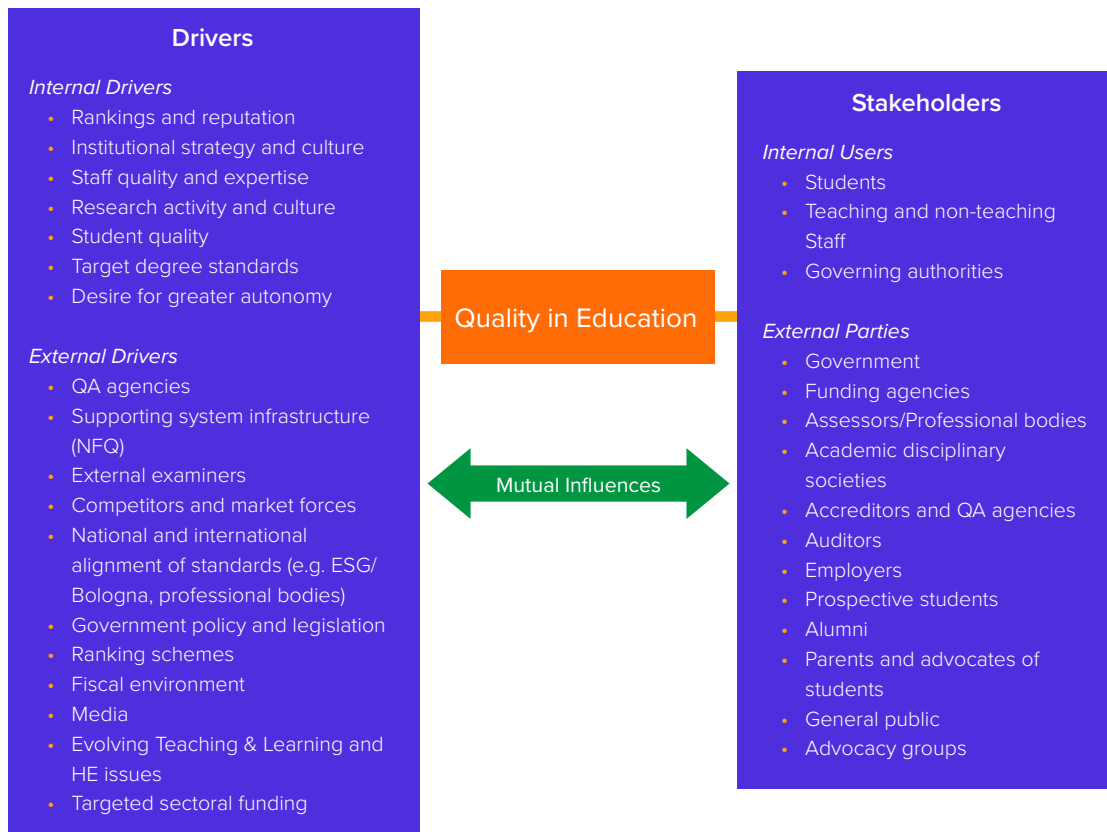 Drivers
Internal Drivers
• Rankings and reputation
• Institutional strategy and culture
• Staff quality and expertise
• Research activity and culture
• Student quality
• Target degree standards
• Desire for greater autonomy
External Drivers
• QA agencies
• Supporting system infrastructure
(NFQ)
• External examiners
• Competitors and market forces
• National and international
alignment of standards (e.g. ESG/
Bologna, professional bodies)
• Government policy and legislation
• Ranking schemes
• Fiscal environment
• Media
• Evolving Teaching & Learning and
HE issues
• Targeted sectoral funding
Quality in Education
Mutual Influences
Stakeholders
Internal Users
• Students
• Teaching and non-teaching
Staff
• Governing authorities
External Parties
• Government
• Funding agencies
• Assessors/Professional bodies
• Academic disciplinary
societies
• Accreditors and QA agencies
• Auditors
• Employers
• Prospective students
• Alumni
• Parents and advocates of
students
• General public
• Advocacy groups